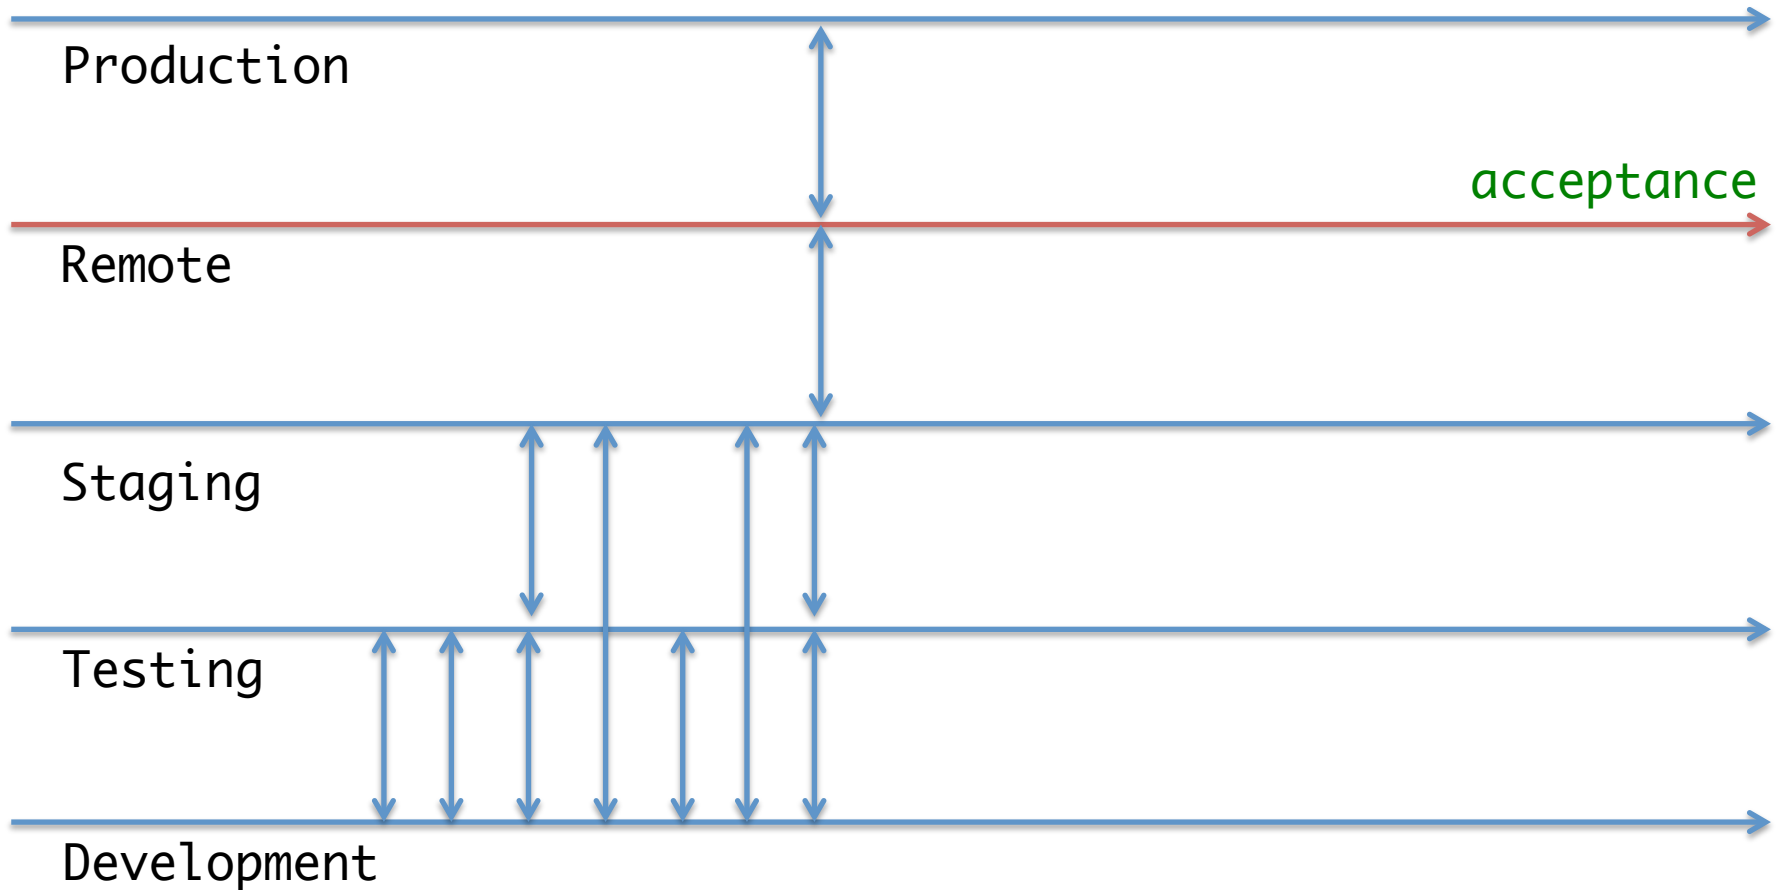 Production
acceptance
Remote
Staging
Testing
Development